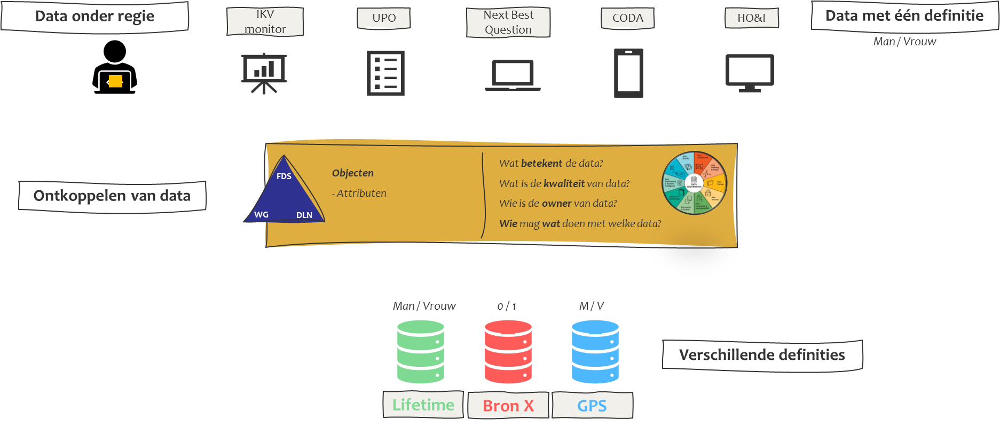 Data onder regie
IKV
monitor
UPO
Next Best
Question
CODA
HO&I
Data met één definitie
Man / Vrouw
Ontkoppelen van data
FDS
WG
DLN
Objecten
- Attributen
Wat betekent de data?
Wat is de kwaliteit van data?
Wie is de owner van data?
Wie mag wat doen met welke data?
DATA
GOVERNANCE
Man / Vrouw
0 / 1
M / V
Verschillende definities
Lifetime
Bron X
GPS